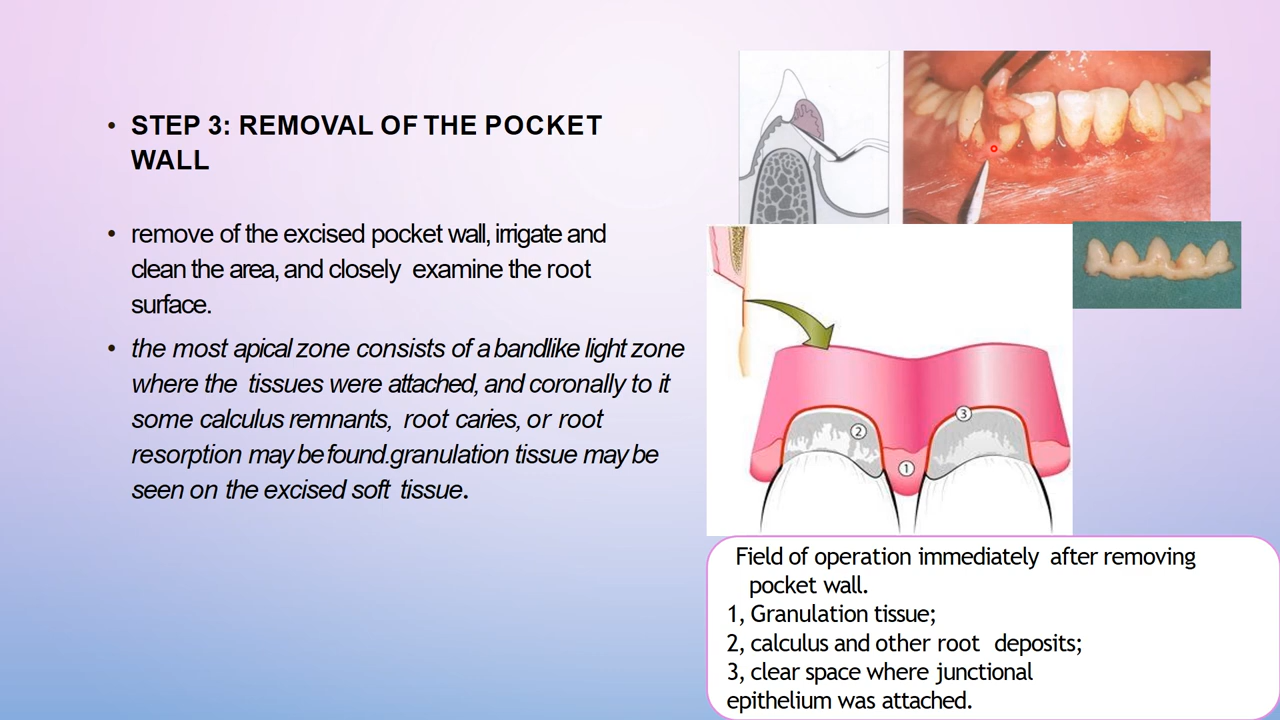 • STEP 3: REMOVAL OF THE POCKET
WALL
• remove of the excised pocket wall, irrigate and
clean the area, and closely examine the root
surface.
• the most apical zone consists of a bandlike light zone
where the tissues were attached, and coronally to it
some calculus remnants, root caries, or root
resorption may be found.granulation tissue may be
seen on the excised soft tissue.
3
2
1
Field of operation immediately after removing
pocket wall.
1, Granulation tissue;
2, calculus and other root deposits;
3, clear space where junctional
epithelium was attached.